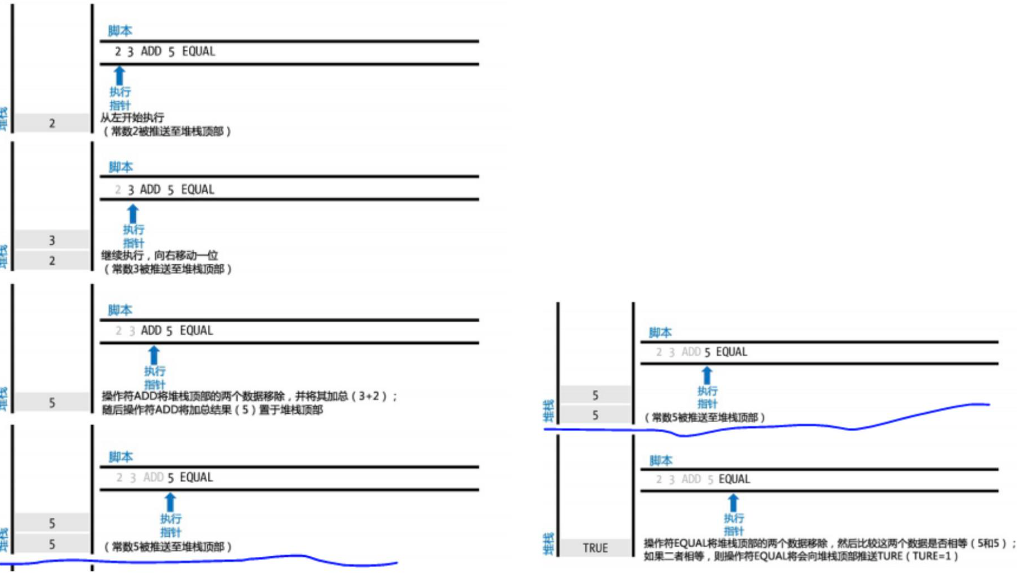 脚本
2 3 ADD 5 EQUAL
执行
指针
堆栈
2
从左开始执行
（常数2被推送至堆栈顶部）
脚本
2 3 ADD 5 EQUAL
执行
指针
堆栈
3
2
继续执行，向右移动一位
（常数3被推送至堆栈顶部）
脚本
2 3 ADD 5 EQUAL
执行
指针
堆栈
5
操作符ADD将堆栈顶部的两个数据移除，并将其加总（3+2）；
随后操作符ADD将加总结果（5）置于堆栈顶部
脚本
2 3 ADD 5 EQUAL
执行
指针
堆栈
5
5
（常数5被推送至堆栈顶部）
脚本
2 3 ADD 5 EQUAL
执行
指针
堆栈
5
5
（常数5被推送至堆栈顶部）
脚本
2 3 ADD 5 EQUAL
执行
指针
堆栈
TRUE
操作符EQUAL将堆栈顶部的两个数据移除，然后比较这两个数据是否相等（5和5）；
如果二者相等，则操作符EQUAL将会向堆栈顶部推送TURE（TURE=1）